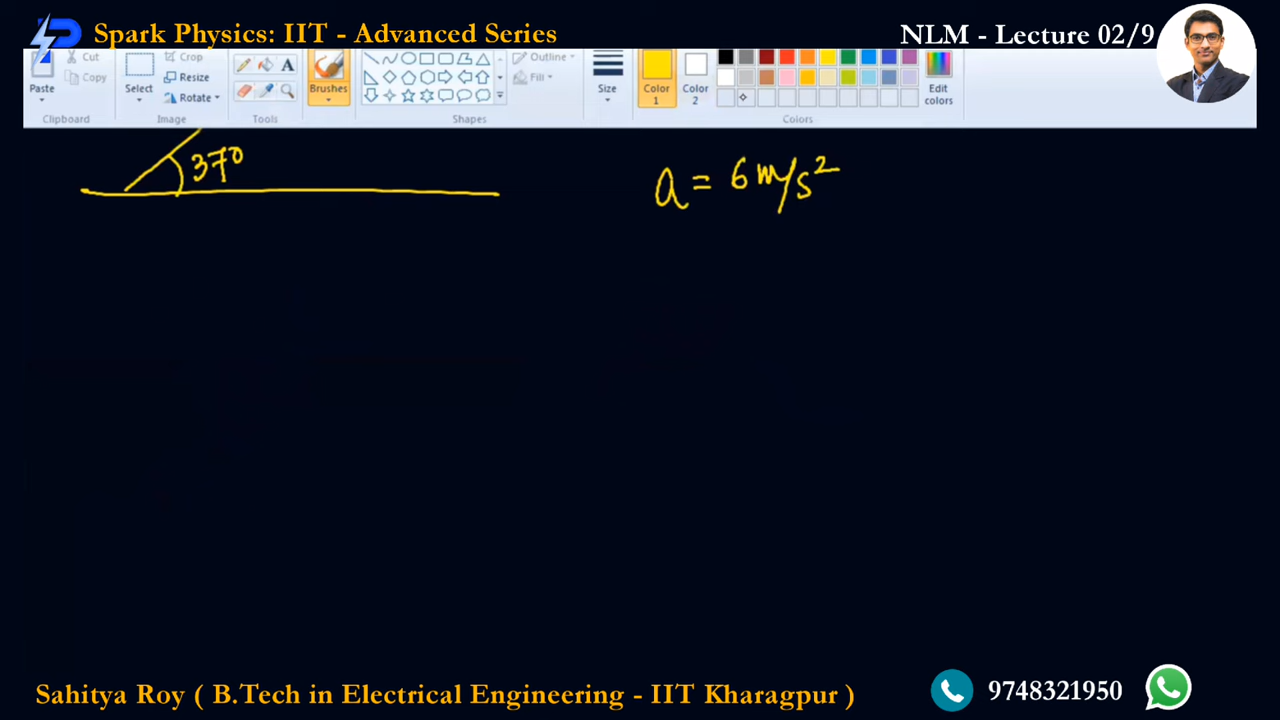 Spark Physics: IIT - Advanced Series
NLM - Lecture 02/9
Paste
Cut
Copy
Clipboard
Select
Crop
Resize
Rotate
Image
A
Tools
Brushes
Outline
Fill
Shapes
Size
Color 1
Color 2
Edit colors
Colors
37°
a = 6 m/s²
Sahitya Roy ( B.Tech in Electrical Engineering - IIT Kharagpur )
9748321950